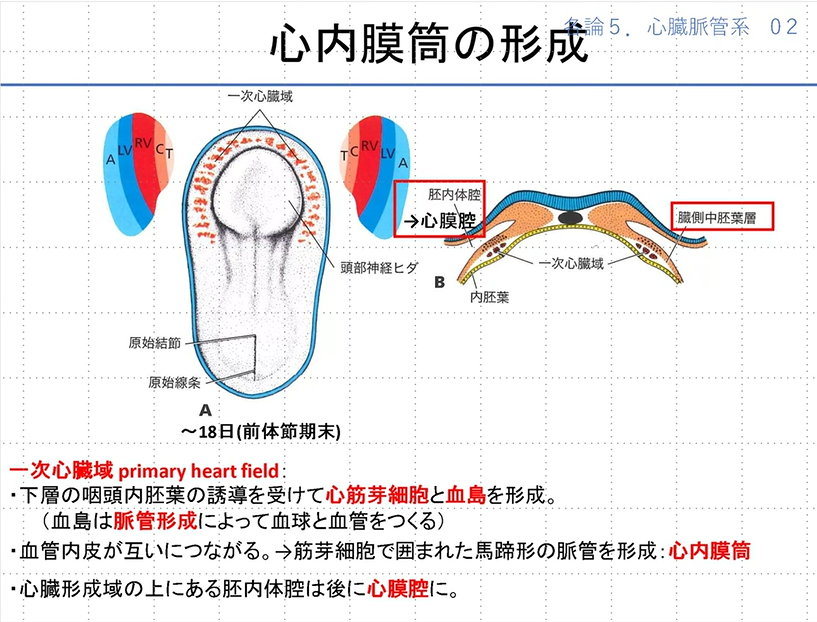 各論５．心臓脈管系　０２
心内膜筒の形成
一次心臓域
A LV RV C T
T C RV LV A
胚内体腔
→心膜腔
臓側中胚葉層
頭部神経ヒダ
一次心臓域
B
内胚葉
原始結節
原始線条
A
～18日(前体節期末)
一次心臓域 primary heart field：
・下層の咽頭内胚葉の誘導を受けて心筋芽細胞と血島を形成。
（血島は脈管形成によって血球と血管をつくる）
・血管内皮が互いにつながる。→筋芽細胞で囲まれた馬蹄形の脈管を形成：心内膜筒
・心臓形成域の上にある胚内体腔は後に心膜腔に。